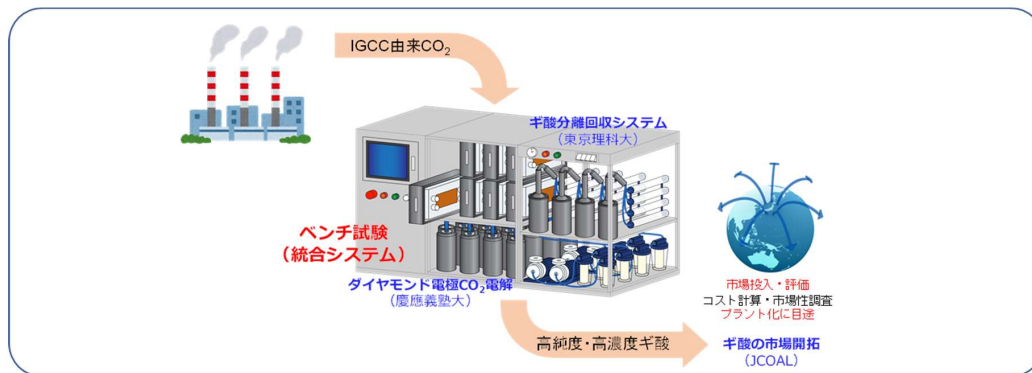 IGCC由来CO₂
ギ酸分離回収システム
（東京理科大）
ベンチ試験
（統合システム）
ダイヤモンド電極CO₂電解
（慶應義塾大）
市場投入・評価
コスト計算・市場性調査
プラント化に目途
高純度・高濃度ギ酸
ギ酸の市場開拓
（JCOAL）